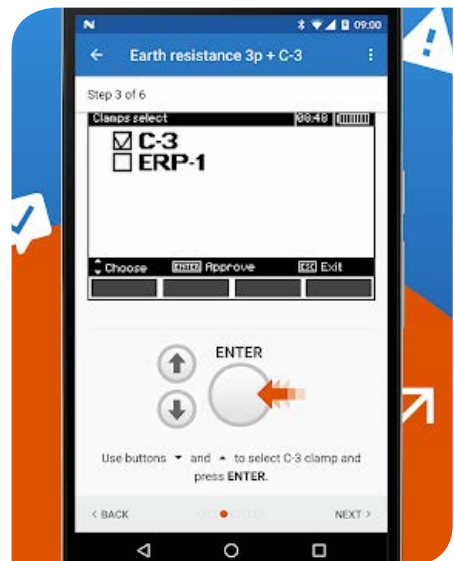 N 09:00
Earth resistance 3p + C-3
Step 3 of 6
Clamps select 08:48
C-3
ERP-1
Choose ENTER Approve ESC Exit
ENTER
Use buttons and to select C-3 clamp and
press ENTER.
< BACK NEXT >